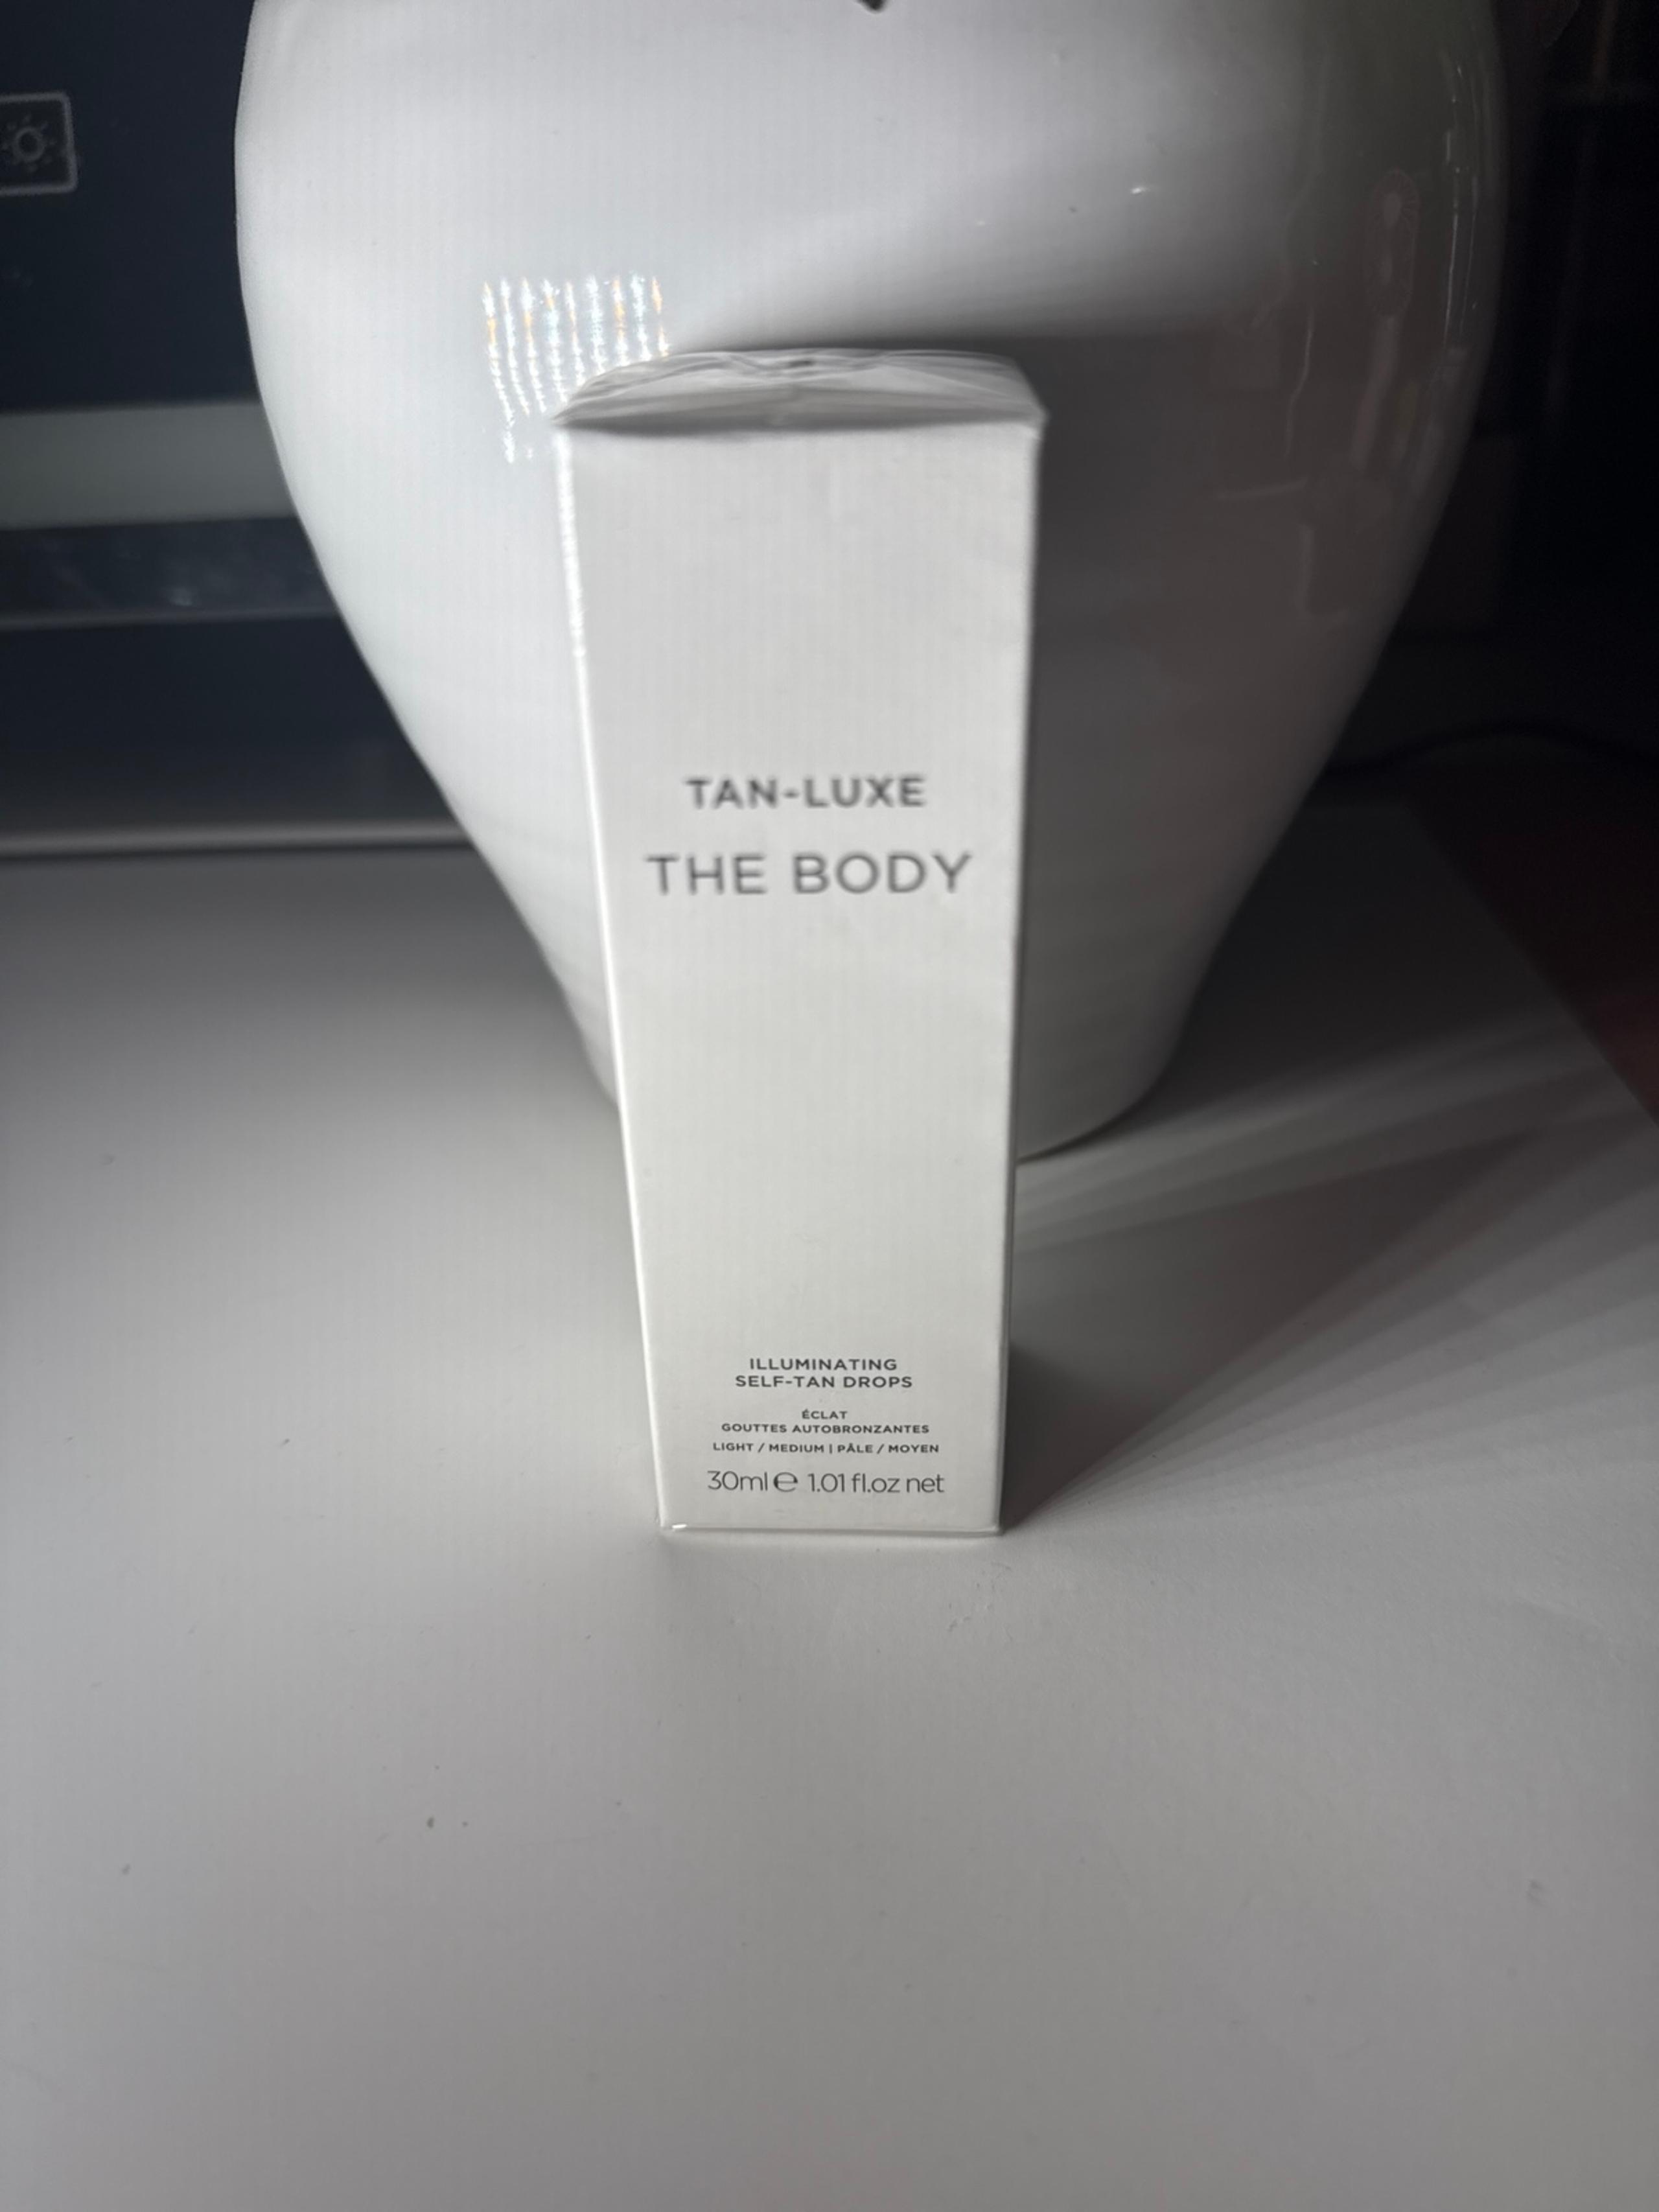 TAN-LUXE
THE BODY
ILLUMINATING
SELF-TAN DROPS
ÉCLAT
GOUTTES AUTOBRONZANTES
LIGHT / MEDIUM | PÂLE / MOYEN
30ml ℮ 1.01 fl.oz net